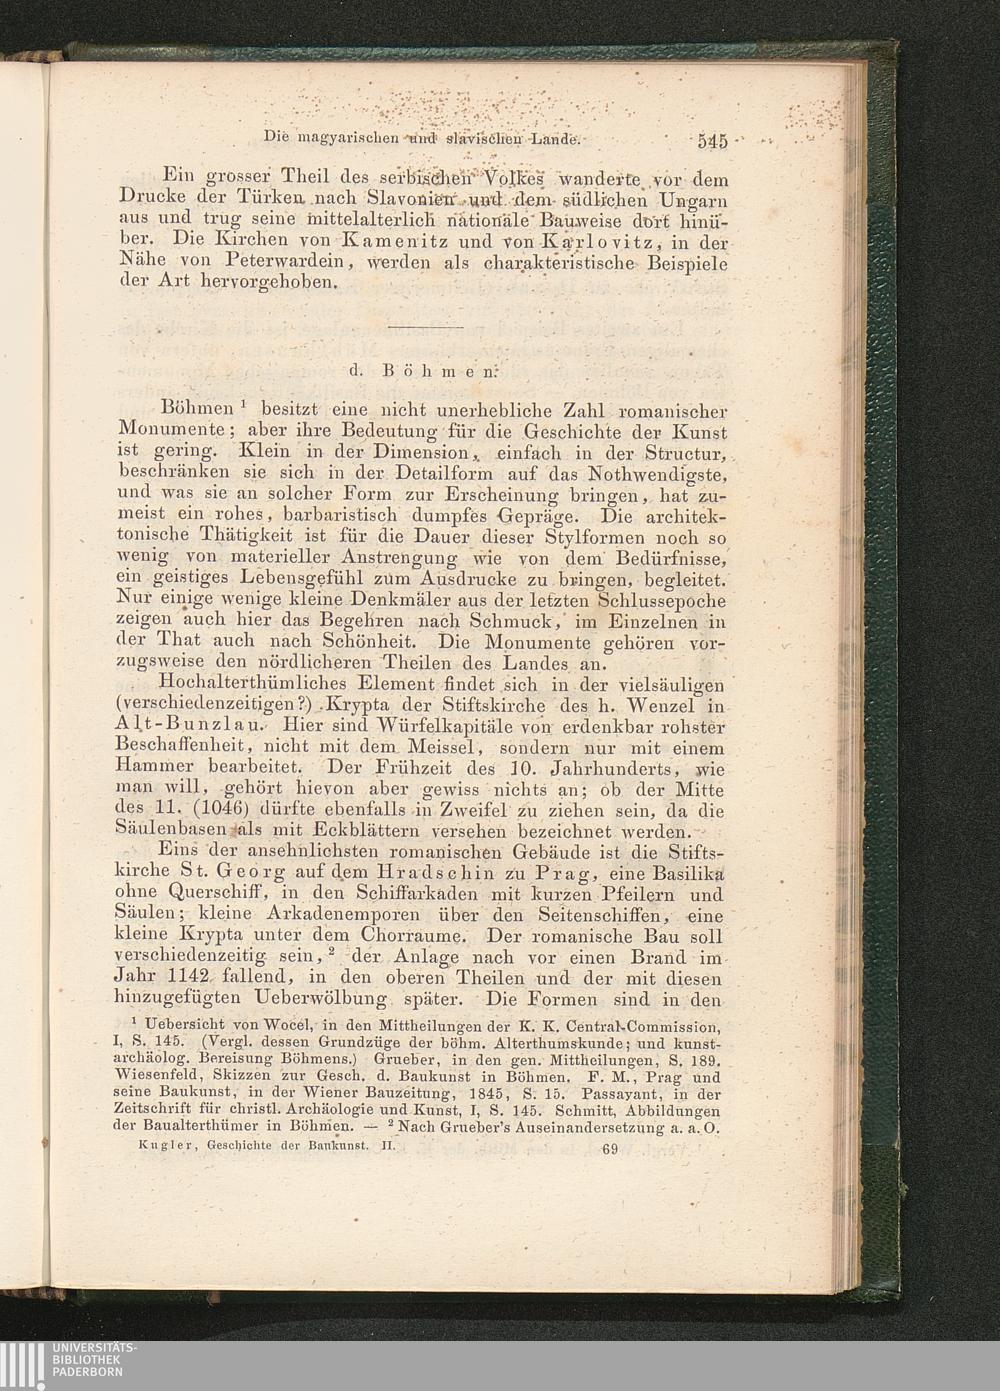 Die magyarischen und slavischen Lande. 545
Ein grosser Theil des serbischen Volkes wanderte vor dem
Drucke der Türken nach Slavonien und dem südlichen Ungarn
aus und trug seine mittelalterlich nationale Bauweise dort hinü-
ber. Die Kirchen von Kamenitz und von Karlovitz, in der
Nähe von Peterwardein, werden als charakteristische Beispiele
der Art hervorgehoben.
d. Böhmen.
Böhmen ¹ besitzt eine nicht unerhebliche Zahl romanischer
Monumente; aber ihre Bedeutung für die Geschichte der Kunst
ist gering. Klein in der Dimension, einfach in der Structur,
beschränken sie sich in der Detailform auf das Nothwendigste,
und was sie an solcher Form zur Erscheinung bringen, hat zu-
meist ein rohes, barbaristisch dumpfes Gepräge. Die architek-
tonische Thätigkeit ist für die Dauer dieser Stylformen noch so
wenig von materieller Anstrengung wie von dem Bedürfnisse,
ein geistiges Lebensgefühl zum Ausdrucke zu bringen, begleitet.
Nur einige wenige kleine Denkmäler aus der letzten Schlussepoche
zeigen auch hier das Begehren nach Schmuck, im Einzelnen in
der That auch nach Schönheit. Die Monumente gehören vor-
zugsweise den nördlicheren Theilen des Landes an.
Hochalterthümliches Element findet sich in der vielsäuligen
(verschiedenzeitigen?) Krypta der Stiftskirche des h. Wenzel in
Alt-Bunzlau. Hier sind Würfelkapitäle von erdenkbar rohster
Beschaffenheit, nicht mit dem Meissel, sondern nur mit einem
Hammer bearbeitet. Der Frühzeit des 10. Jahrhunderts, wie
man will, gehört hievon aber gewiss nichts an; ob der Mitte
des 11. (1046) dürfte ebenfalls in Zweifel zu ziehen sein, da die
Säulenbasen als mit Eckblättern versehen bezeichnet werden.
Eins der ansehnlichsten romanischen Gebäude ist die Stifts-
kirche St. Georg auf dem Hradschin zu Prag, eine Basilika
ohne Querschiff, in den Schiffarkaden mit kurzen Pfeilern und
Säulen; kleine Arkadenemporen über den Seitenschiffen, eine
kleine Krypta unter dem Chorraume. Der romanische Bau soll
verschiedenzeitig sein, ² der Anlage nach vor einen Brand im
Jahr 1142 fallend, in den oberen Theilen und der mit diesen
hinzugefügten Ueberwölbung später. Die Formen sind in den
¹ Uebersicht von Wocel, in den Mittheilungen der K. K. Central-Commission,
I, S. 145. (Vergl. dessen Grundzüge der böhm. Alterthumskunde; und kunst-
archäolog. Bereisung Böhmens.) Grueber, in den gen. Mittheilungen, S. 189.
Wiesenfeld, Skizzen zur Gesch. d. Baukunst in Böhmen. F. M., Prag und
seine Baukunst, in der Wiener Bauzeitung, 1845, S. 15. Passavant, in der
Zeitschrift für christl. Archäologie und Kunst, I, S. 145. Schmitt, Abbildungen
der Baualterthümer in Böhmen. — ² Nach Grueber's Auseinandersetzung a. a. O.
Kugler, Geschichte der Baukunst. II. 69
UNIVERSITÄTS-
BIBLIOTHEK
PADERBORN